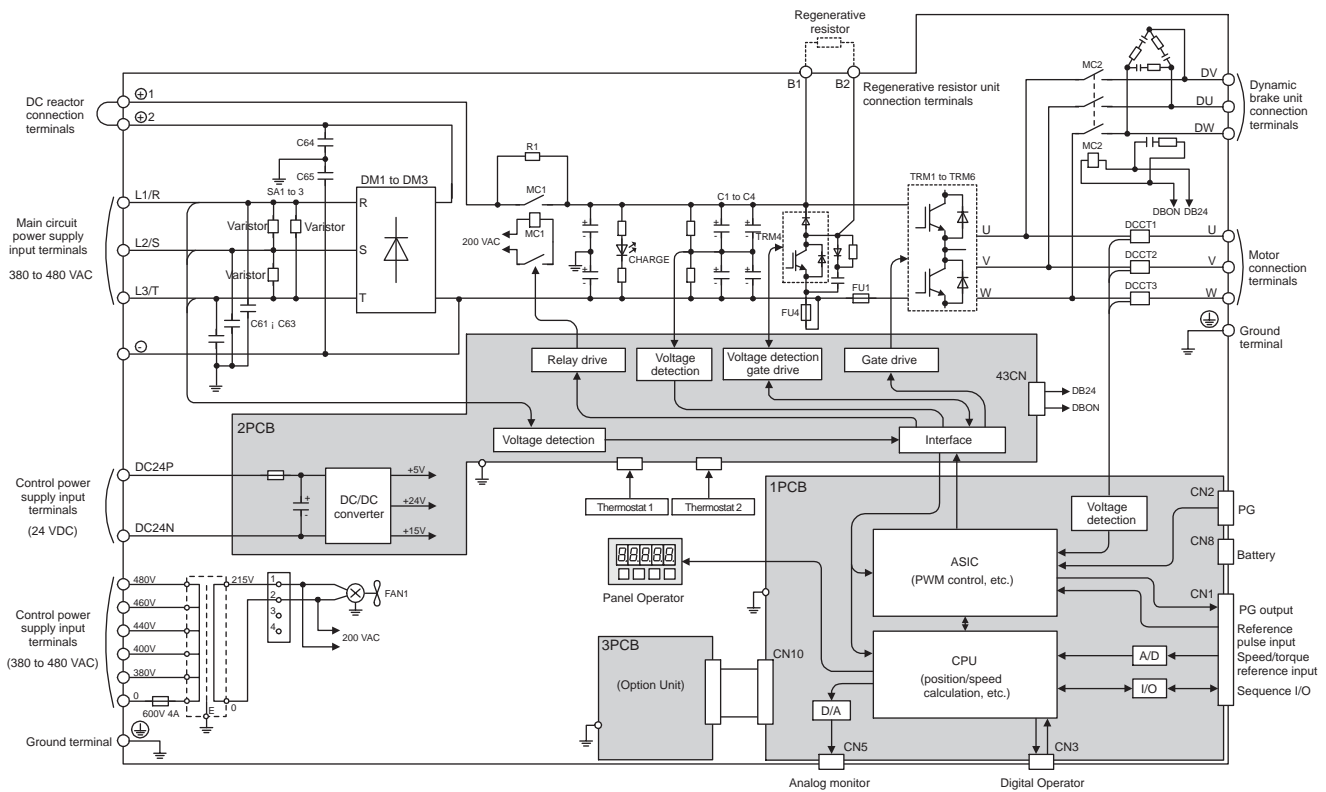 Regenerative
resistor
B1
B2
Regenerative resistor unit
connection terminals
MC2
DV
DU
DW
Dynamic
brake unit
connection
terminals
MC2
DBON
DB24
DC reactor
connection
terminals
⊕1
⊕2
C64
C65
R1
MC1
MC1
200 VAC
DM1 to DM3
R
S
T
Main circuit
power supply
input terminals
380 to 480 VAC
L1/R
L2/S
L3/T
SA1 to 3
Varistor
Varistor
Varistor
C61 ¡ C63
⊖
CHARGE
C1 to C4
TRM4
FU4
FU1
TRM1 to TRM6
U
V
W
DCCT1
DCCT2
DCCT3
U
V
W
Motor
connection
terminals
Ground
terminal
Relay drive
Voltage
detection
Voltage detection
gate drive
Gate drive
43CN
DB24
DBON
2PCB
Voltage detection
Interface
Control power
supply input
terminals
(24 VDC)
DC24P
DC24N
DC/DC
converter
+5V
+24V
+15V
Thermostat 1
Thermostat 2
1PCB
Voltage
detection
CN2
PG
CN8
Battery
ASIC
(PWM control, etc.)
CN1
PG output
Reference
pulse input
Speed/torque
reference input
Sequence I/O
8.8.8.8.8.
Panel Operator
Control power
supply input
terminals
(380 to 480 VAC)
480V
460V
440V
400V
380V
0
600V 4A
E
215V
0
1
2
3
4
FAN1
200 VAC
Ground terminal
3PCB
(Option Unit)
CN10
CPU
(position/speed
calculation, etc.)
A/D
I/O
D/A
CN5
Analog monitor
CN3
Digital Operator